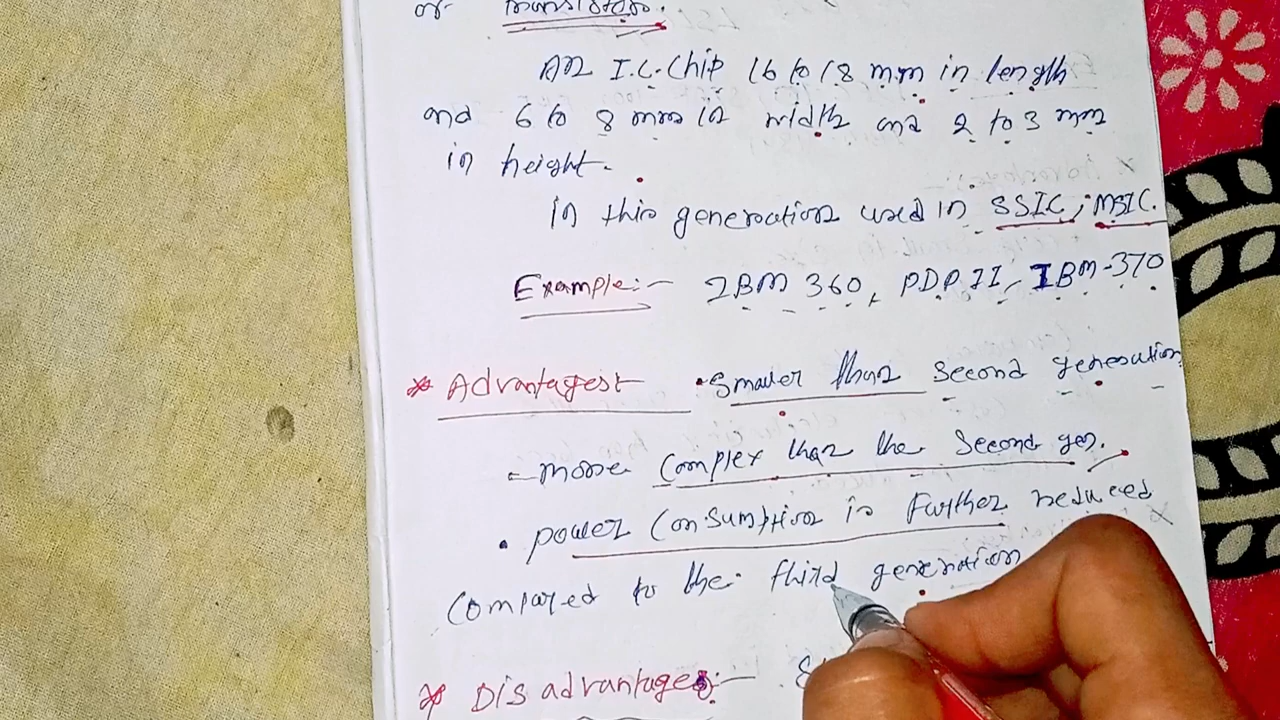 or transistor.
An I.C. Chip 16 to 18 mm in length
and 6 to 8 mm in width and 2 to 3 mm
in height.
in this generation used in SSIC, MSIC.
Example:- IBM 360, PDP II, IBM-370
* Advantages:- • Smaller than second generation
- more complex than the Second gen.
• power Consumption is Further reduced
Compared to the third generation
* Disadvantages:-